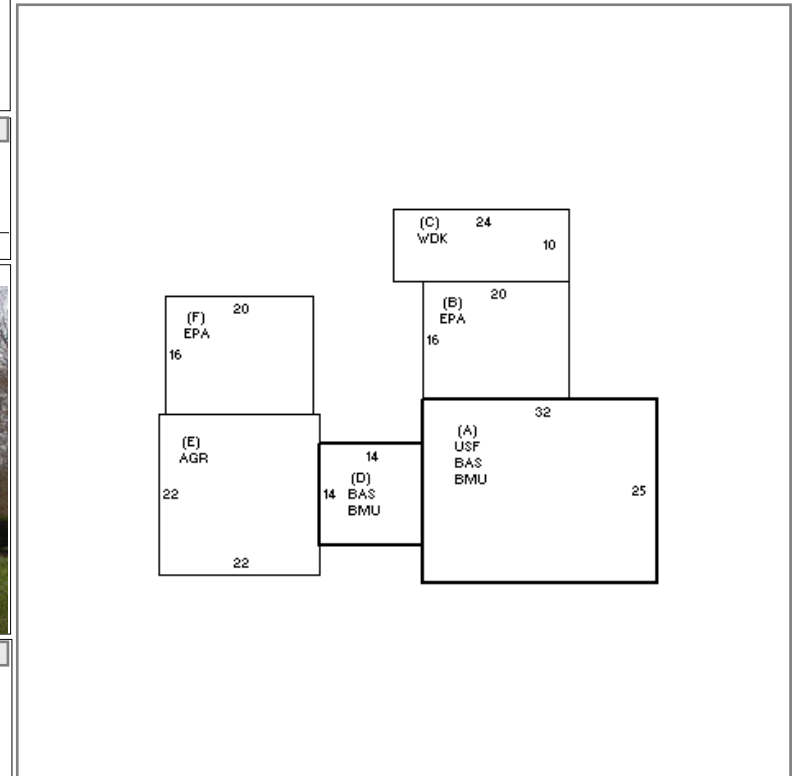 (C) 24
WDK
10
20
(B)
EPA
16
20
(F)
EPA
16
32
(A)
USF
BAS
BMU
25
(E)
AGR
22
22
14
(D)
14 BAS
BMU